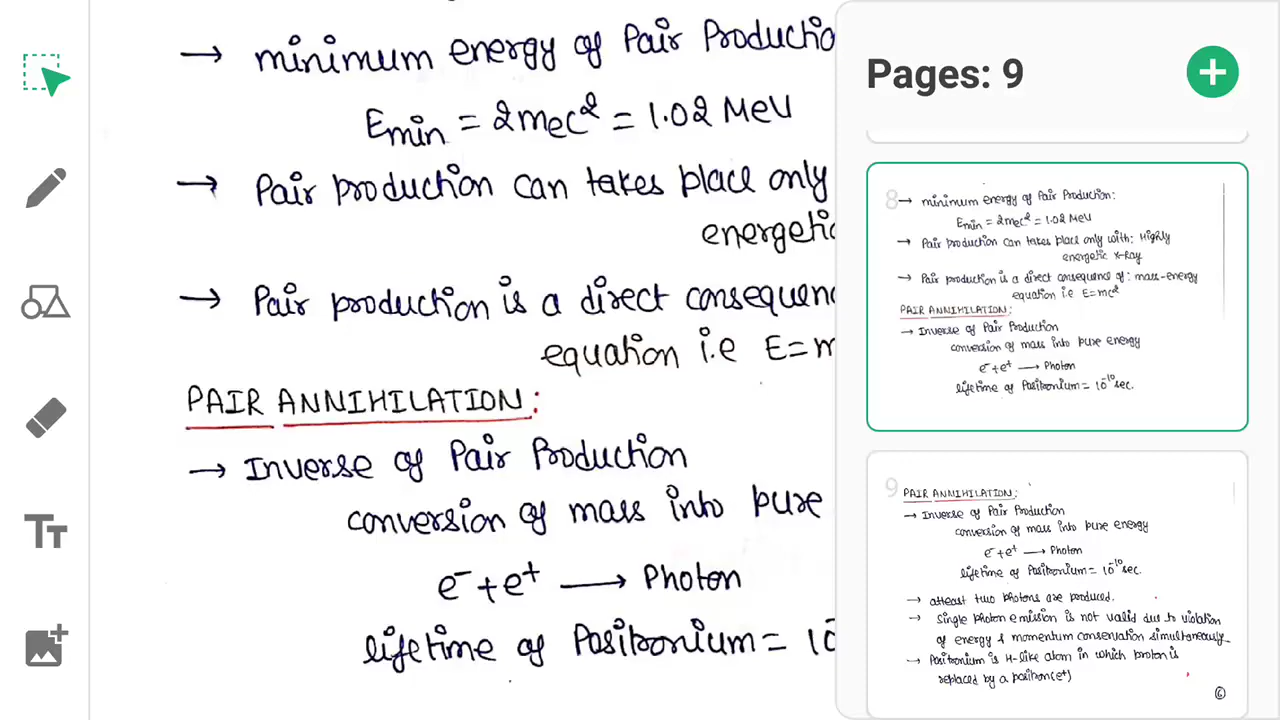 → minimum energy of Pair Productio
Emin = 2mec² = 1.02 MeV
→ Pair production can takes place only
energetic
→ Pair production is a direct consequenc
equation i.e E=m
PAIR ANNIHILATION:
→ Inverse of Pair Production
conversion of mass into pure
e⁻+e⁺ → Photon
lifetime of Positronium = 10⁻
Pages: 9
8
→ minimum energy of Pair Production:
Emin = 2mec² = 1.02 MeV
→ Pair production can takes place only with: Highly
energetic X-Ray
→ Pair production is a direct consequence of: mass-energy
equation i.e E=mc²
PAIR ANNIHILATION:
→ Inverse of Pair Production
conversion of mass into pure energy
e⁻+e⁺ → Photon
lifetime of Positronium = 10⁻¹⁰ sec.
9
PAIR ANNIHILATION:
→ Inverse of Pair Production
conversion of mass into pure energy
e⁻+e⁺ → Photon
lifetime of Positronium = 10⁻¹⁰ sec.
→ atleast two photons are produced.
→ Single photon emission is not valid due to violation
of energy & momentum conservation simultaneously
→ Positronium is H-like atom in which proton is
replaced by a positron(e⁺)
6
TT